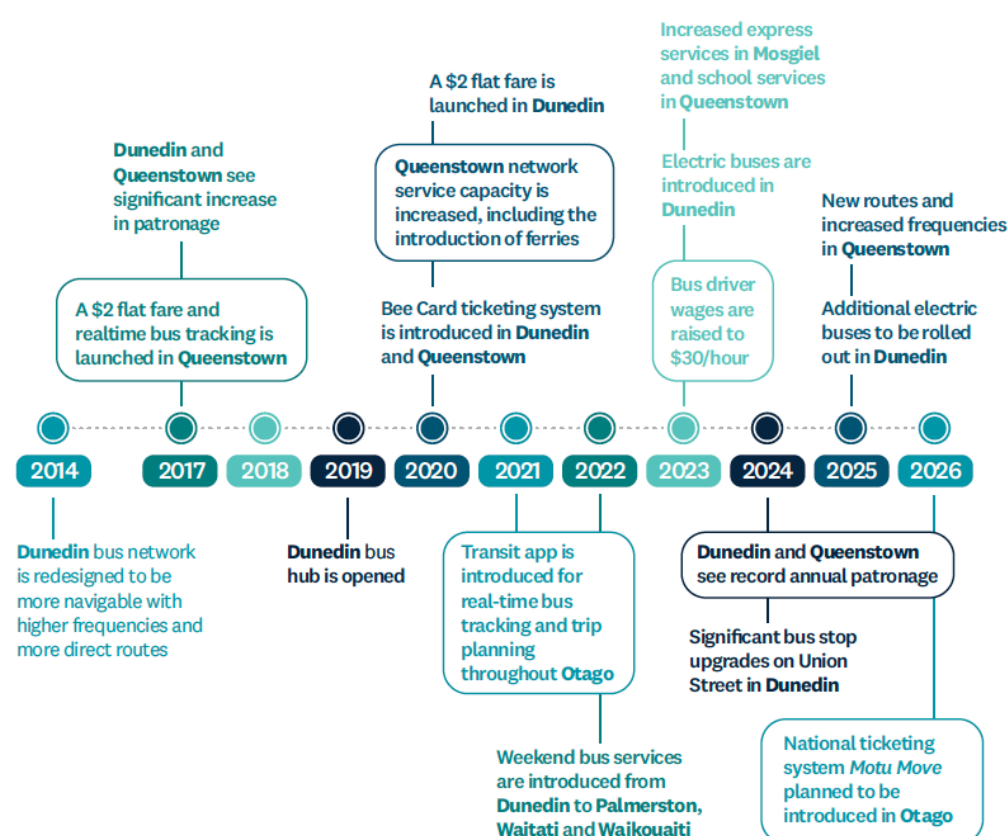 Increased express
services in Mosgiel
and school services
in Queenstown
A $2 flat fare is
launched in Dunedin
Dunedin and
Queenstown see
significant increase
in patronage
Queenstown network
service capacity is
increased, including the
introduction of ferries
Electric buses are
introduced in
Dunedin
New routes and
increased frequencies
in Queenstown
A $2 flat fare and
realtime bus tracking is
launched in Queenstown
Bee Card ticketing system
is introduced in Dunedin
and Queenstown
Bus driver
wages are
raised to
$30/hour
Additional electric
buses to be rolled
out in Dunedin
2014
2017
2018
2019
2020
2021
2022
2023
2024
2025
2026
Dunedin bus network
is redesigned to be
more navigable with
higher frequencies and
more direct routes
Dunedin bus
hub is opened
Transit app is
introduced for
real-time bus
tracking and trip
planning
throughout Otago
Dunedin and Queenstown
see record annual patronage
Significant bus stop
upgrades on Union
Street in Dunedin
Weekend bus services
are introduced from
Dunedin to Palmerston,
Waitati and Waikouaiti
National ticketing
system Motu Move
planned to be
introduced in Otago